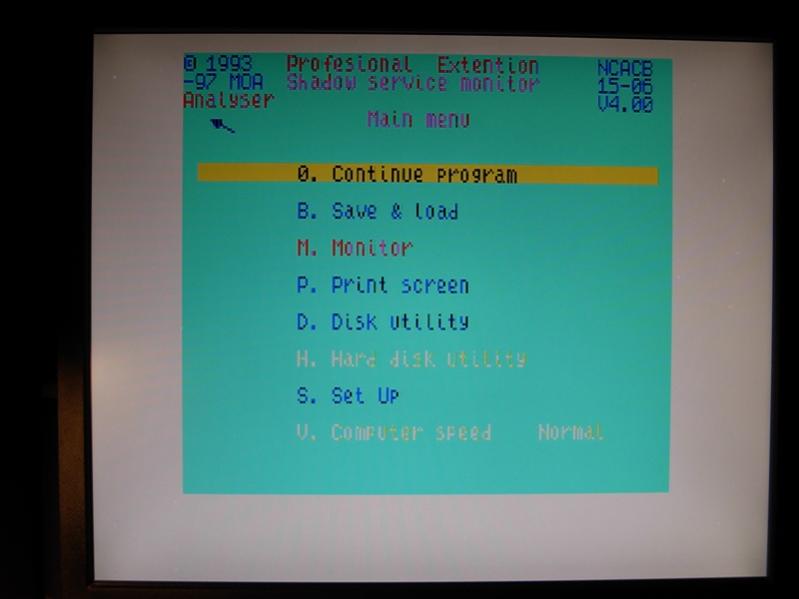 © 1993 Profesional Extention NCACB
-97 MOA Shadow service monitor 15-06
Analyser V4.00
Main menu
0. Continue program
B. Save & load
M. Monitor
P. Print screen
D. Disk utility
H. Hard disk utility
S. Set Up
V. Computer speed Normal